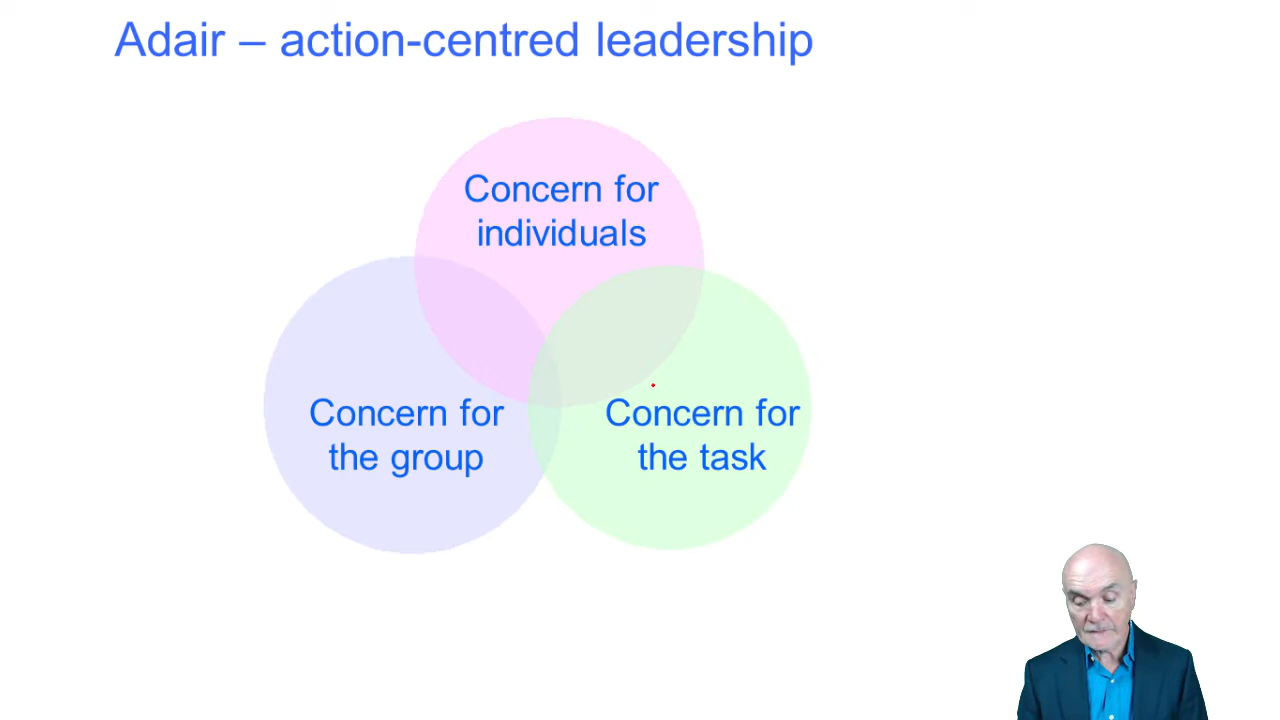 Adair – action-centred leadership
Concern for
individuals
Concern for
the group
Concern for
the task